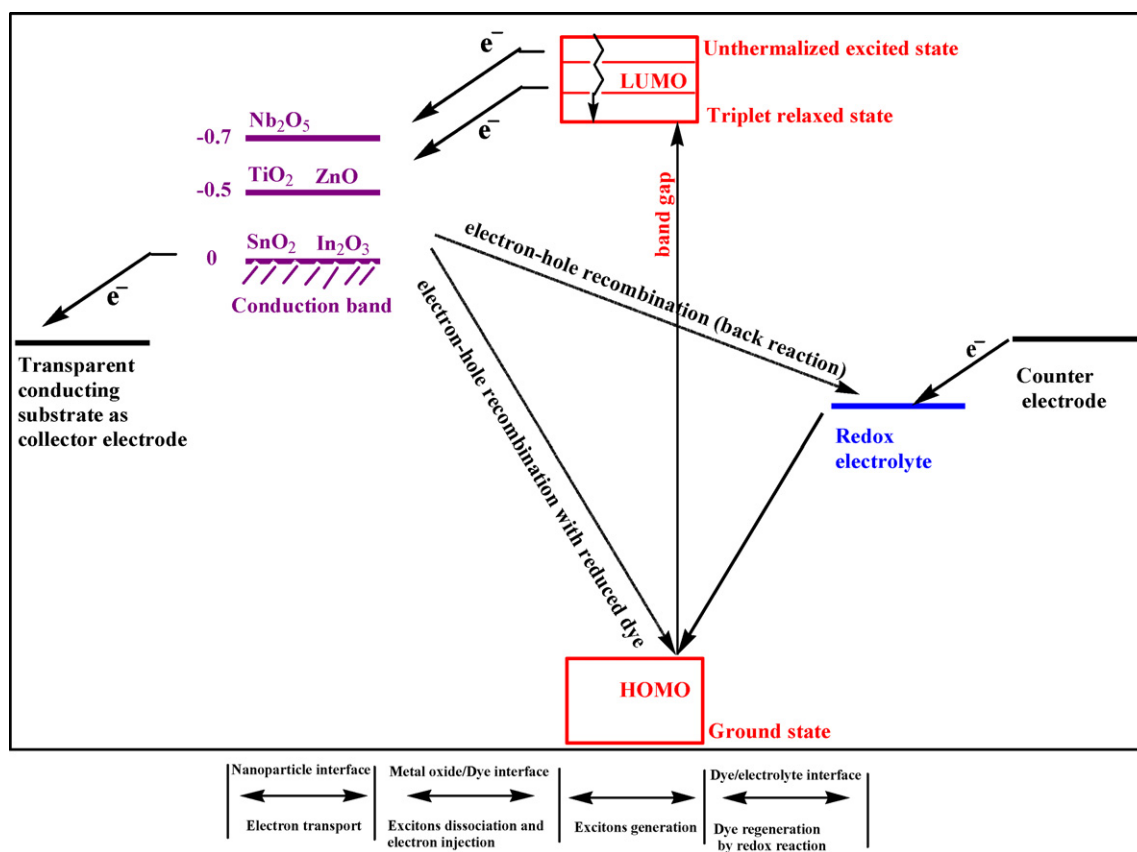 e⁻
Unthermalized excited state
LUMO
Triplet relaxed state
e⁻
Nb₂O₅
-0.7
TiO₂ ZnO
-0.5
SnO₂ In₂O₃
0
Conduction band
e⁻
band gap
electron-hole recombination (back reaction)
electron-hole recombination with reduced dye
Transparent
conducting
substrate as
collector electrode
e⁻
Counter
electrode
Redox
electrolyte
HOMO
Ground state
Nanoparticle interface
Electron transport
Metal oxide/Dye interface
Excitons dissociation and
electron injection
Excitons generation
Dye/electrolyte interface
Dye regeneration
by redox reaction